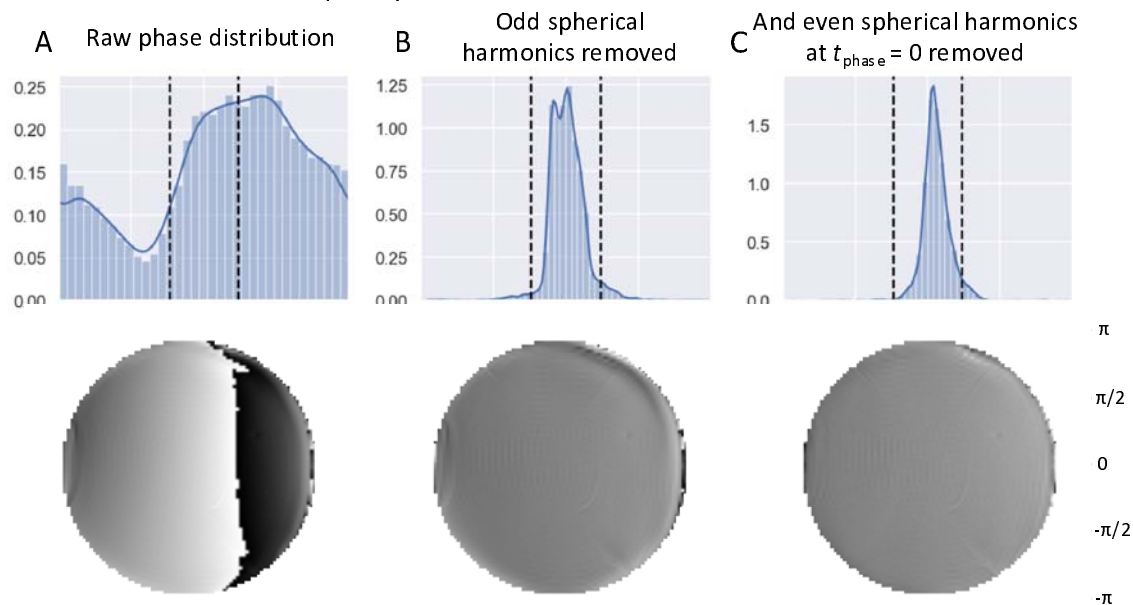 A
Raw phase distribution
B
Odd spherical
harmonics removed
C
And even spherical harmonics
at tphase = 0 removed
0.25
0.20
0.15
0.10
0.05
0.00
1.25
1.00
0.75
0.50
0.25
0.00
1.5
1.0
0.5
0.0
π
π/2
0
-π/2
-π